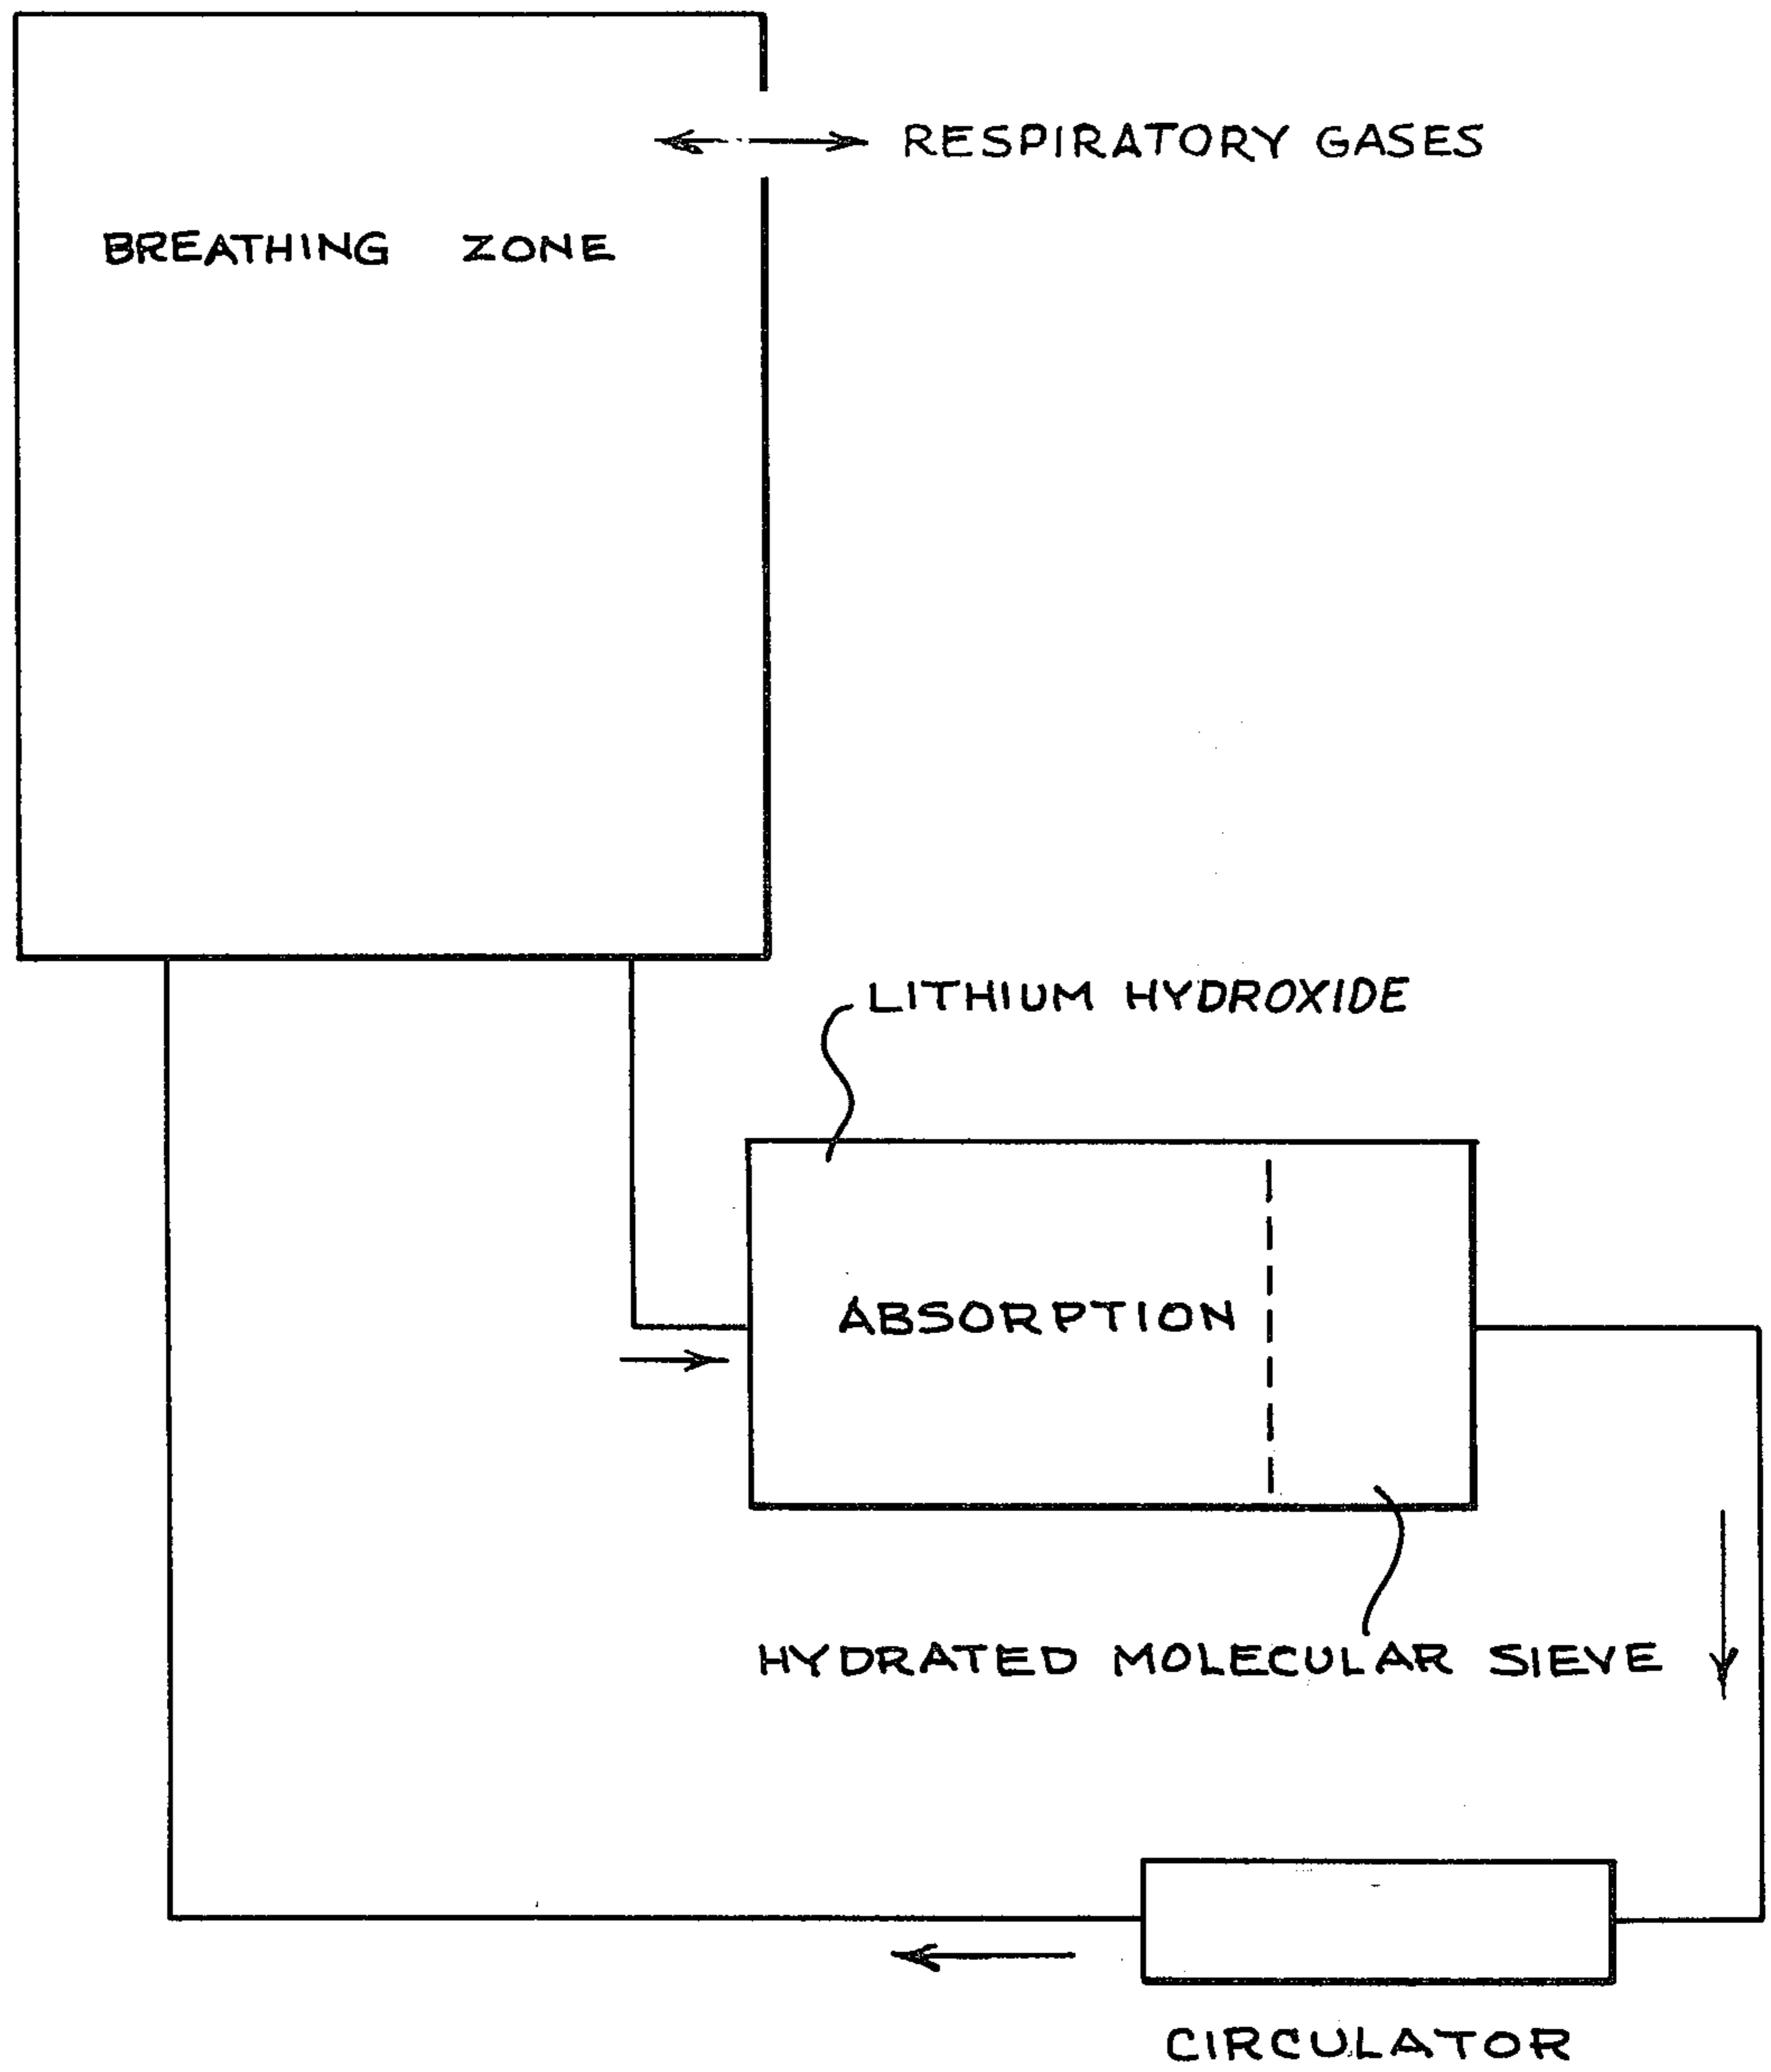 RESPIRATORY GASES
BREATHING ZONE
LITHIUM HYDROXIDE
ABSORPTION
HYDRATED MOLECULAR SIEVE
CIRCULATOR